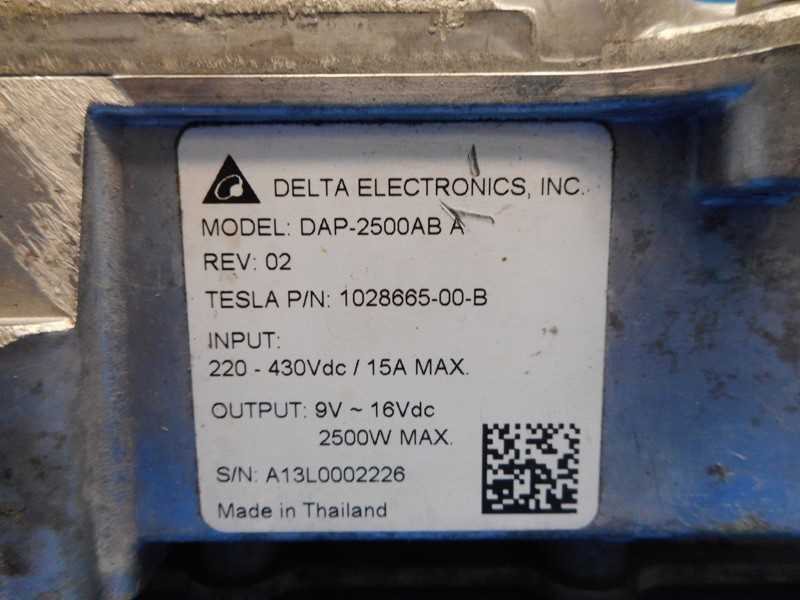 DELTA ELECTRONICS, INC.
MODEL: DAP-2500AB A
REV: 02
TESLA P/N: 1028665-00-B
INPUT:
220 - 430Vdc / 15A MAX.
OUTPUT: 9V ~ 16Vdc
2500W MAX.
S/N: A13L0002226
Made in Thailand